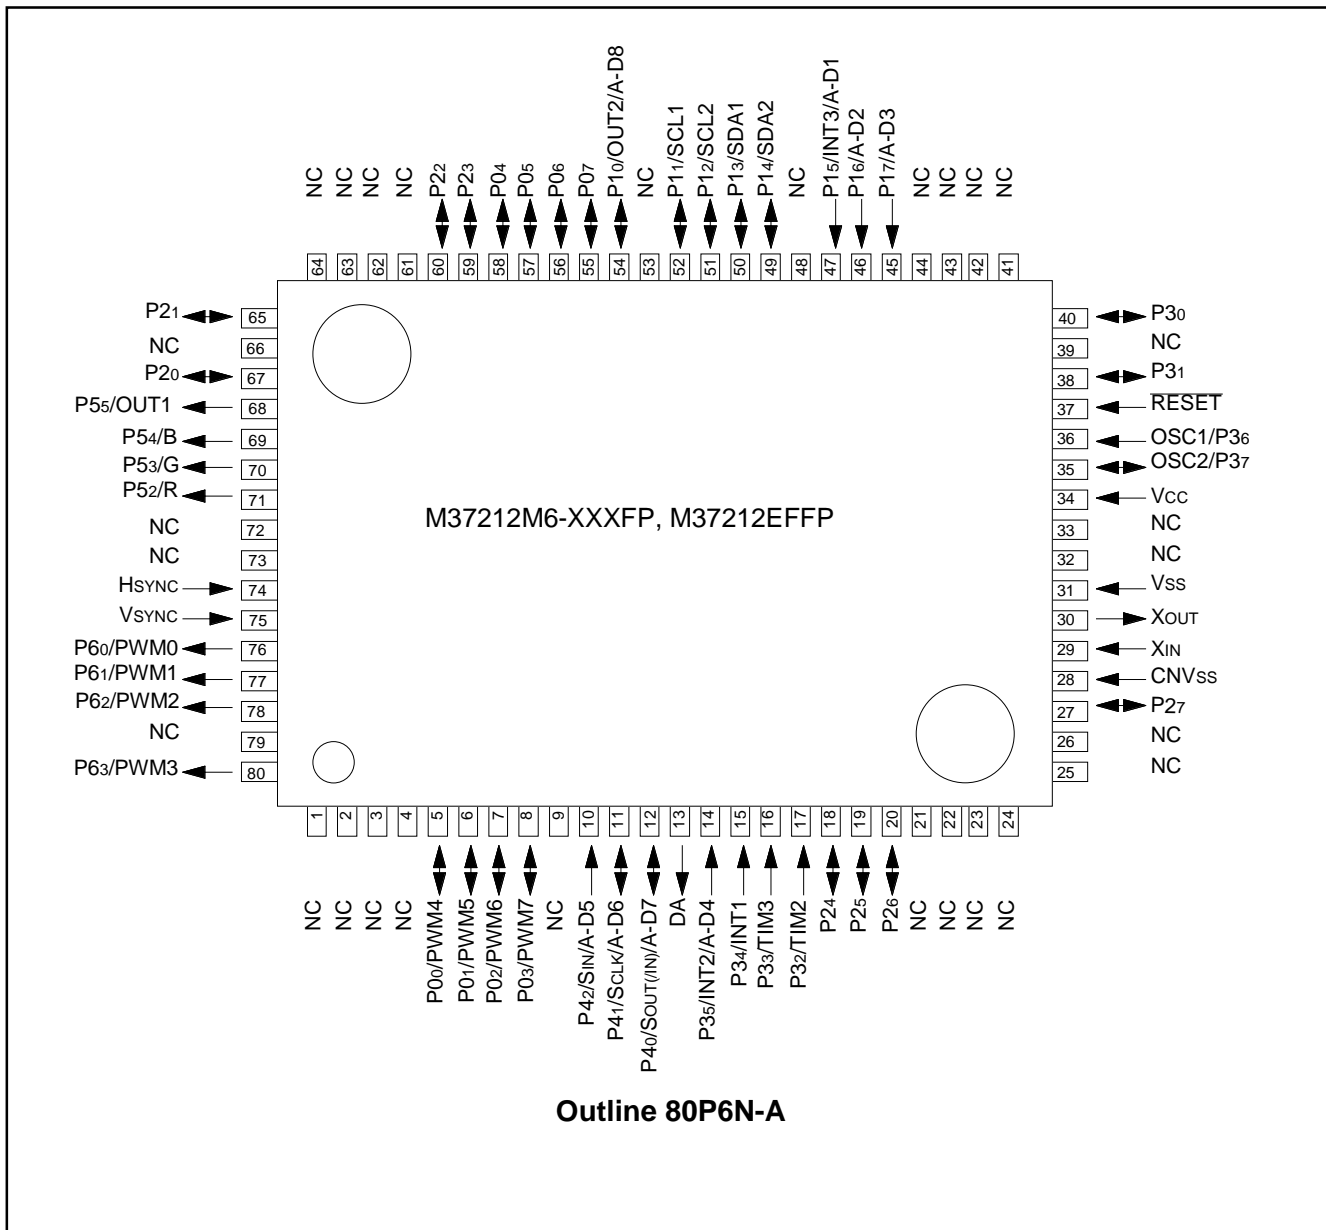 NC
NC
NC
NC
P22
P23
P04
P05
P06
P07
P10/OUT2/A-D8
NC
P11/SCL1
P12/SCL2
P13/SDA1
P14/SDA2
NC
P15/INT3/A-D1
P16/A-D2
P17/A-D3
NC
NC
NC
NC
64
63
62
61
60
59
58
57
56
55
54
53
52
51
50
49
48
47
46
45
44
43
42
41
P21 65
NC 66
P20 67
P55/OUT1 68
P54/B 69
P53/G 70
P52/R 71
NC 72
NC 73
HSYNC 74
VSYNC 75
P60/PWM0 76
P61/PWM1 77
P62/PWM2 78
NC 79
P63/PWM3 80
M37212M6-XXXFP, M37212EFFP
40 P30
39 NC
38 P31
37 RESET
36 OSC1/P36
35 OSC2/P37
34 VCC
33 NC
32 NC
31 VSS
30 XOUT
29 XIN
28 CNVSS
27 P27
26 NC
25 NC
1
2
3
4
5
6
7
8
9
10
11
12
13
14
15
16
17
18
19
20
21
22
23
24
NC
NC
NC
NC
P00/PWM4
P01/PWM5
P02/PWM6
P03/PWM7
NC
P42/SIN/A-D5
P41/SCLK/A-D6
P40/SOUT(/IN)/A-D7
DA
P35/INT2/A-D4
P34/INT1
P33/TIM3
P32/TIM2
P24
P25
P26
NC
NC
NC
NC
Outline 80P6N-A